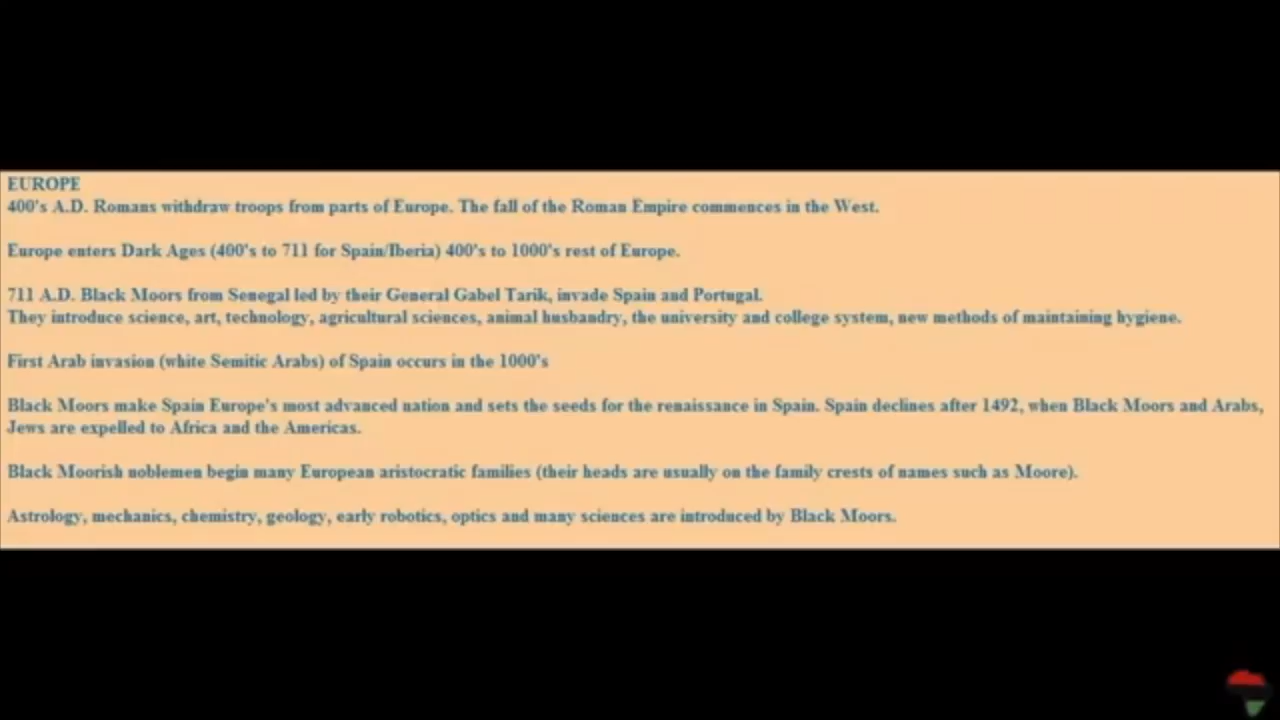 EUROPE
400's A.D. Romans withdraw troops from parts of Europe. The fall of the Roman Empire commences in the West.
Europe enters Dark Ages (400's to 711 for Spain/Iberia) 400's to 1000's rest of Europe.
711 A.D. Black Moors from Senegal led by their General Gabel Tarik, invade Spain and Portugal.
They introduce science, art, technology, agricultural sciences, animal husbandry, the university and college system, new methods of maintaining hygiene.
First Arab invasion (white Semitic Arabs) of Spain occurs in the 1000's
Black Moors make Spain Europe's most advanced nation and sets the seeds for the renaissance in Spain. Spain declines after 1492, when Black Moors and Arabs,
Jews are expelled to Africa and the Americas.
Black Moorish noblemen begin many European aristocratic families (their heads are usually on the family crests of names such as Moore).
Astrology, mechanics, chemistry, geology, early robotics, optics and many sciences are introduced by Black Moors.